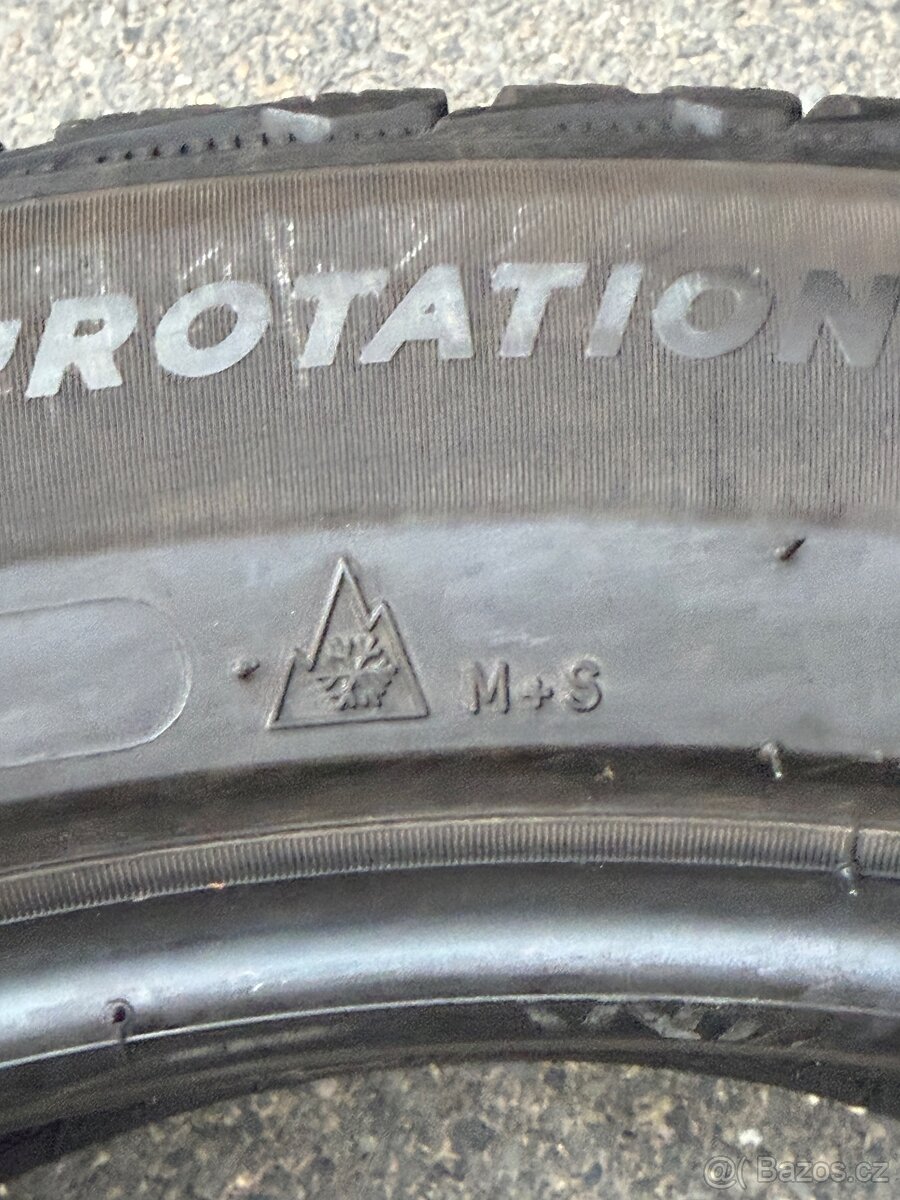 ROTATION
M+S
@( Bazos.cz